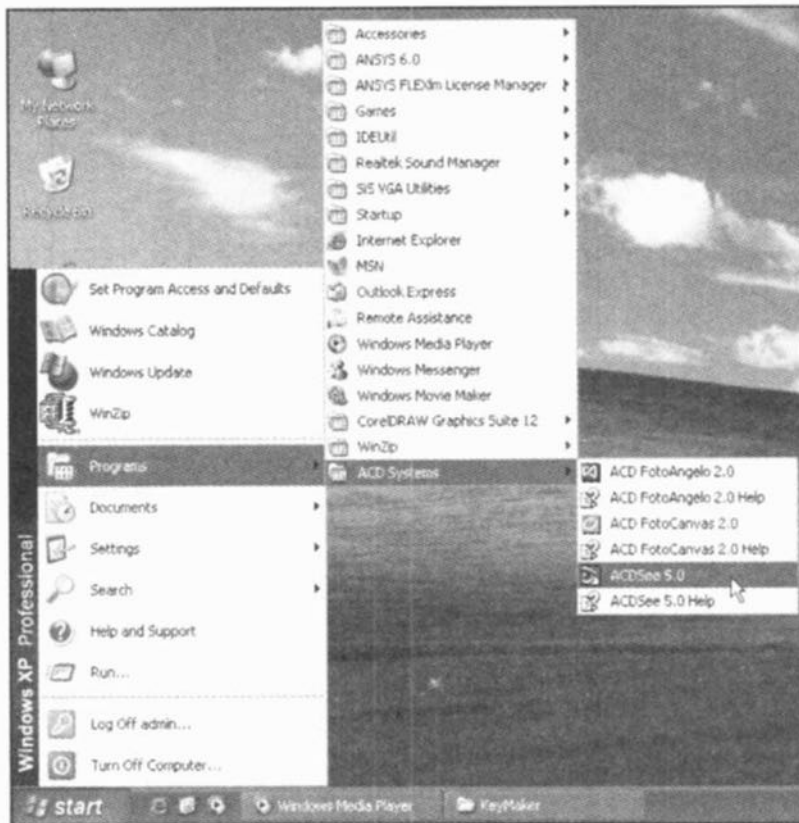 My Network
Places
Recycle Bin
Accessories
ANSYS 6.0
ANSYS FLEXlm License Manager
Games
IDEUtil
Realtek Sound Manager
SiS VGA Utilities
Startup
Internet Explorer
MSN
Outlook Express
Remote Assistance
Windows Media Player
Windows Messenger
Windows Movie Maker
CorelDRAW Graphics Suite 12
WinZip
ACD Systems
Set Program Access and Defaults
Windows Catalog
Windows Update
WinZip
Programs
Documents
Settings
Search
Help and Support
Run...
Log Off admin...
Turn Off Computer...
Windows XP Professional
ACD FotoAngelo 2.0
ACD FotoAngelo 2.0 Help
ACD FotoCanvas 2.0
ACD FotoCanvas 2.0 Help
ACDSee 5.0
ACDSee 5.0 Help
start
Windows Media Player
KeyMaker